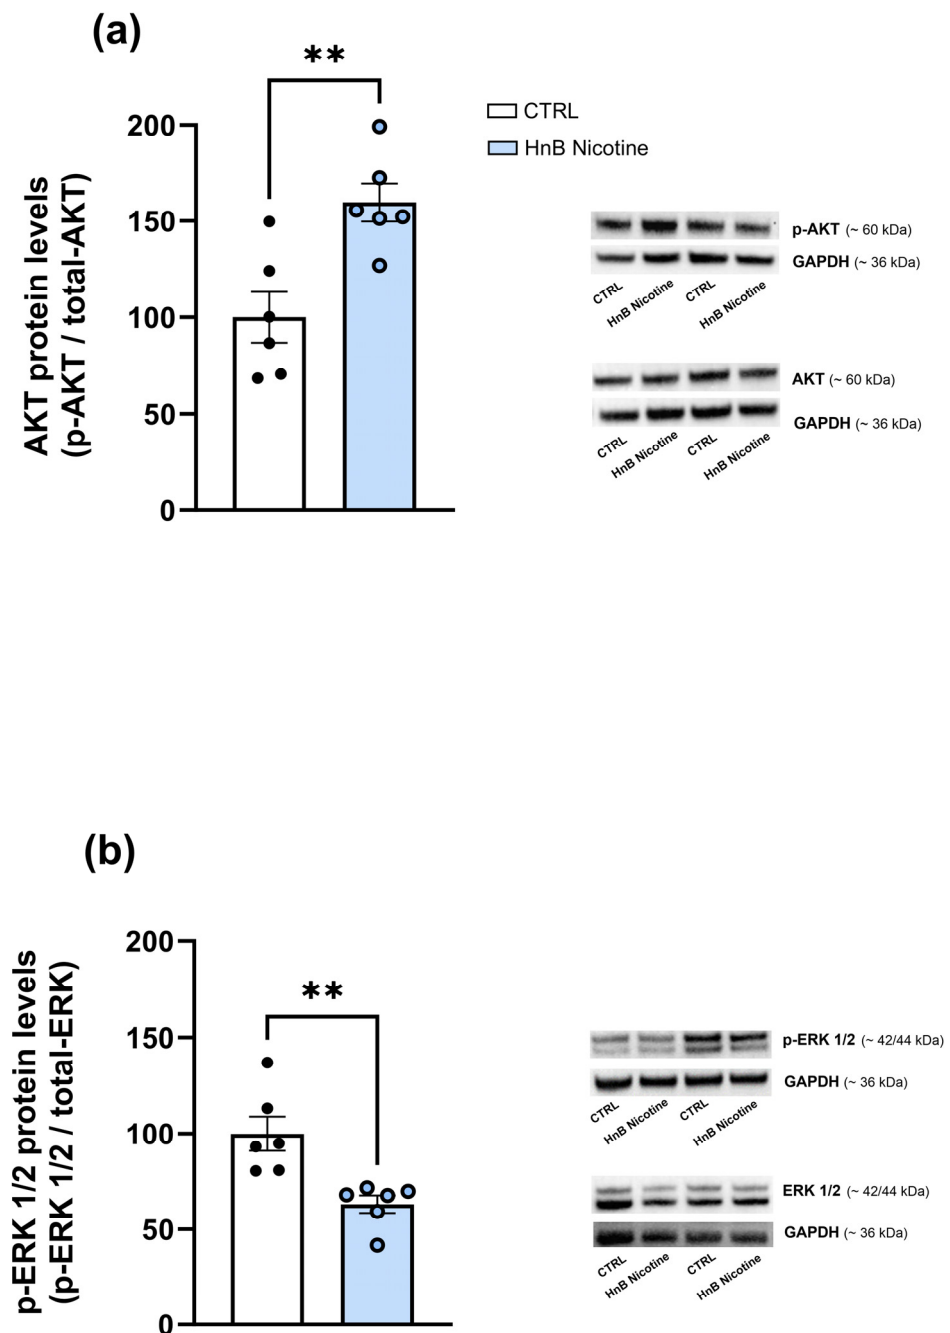 (a)
**
CTRL
HnB Nicotine
AKT protein levels
(p-AKT / total-AKT)
200
150
100
50
0
p-AKT (~ 60 kDa)
GAPDH (~ 36 kDa)
CTRL
HnB Nicotine
CTRL
HnB Nicotine
AKT (~ 60 kDa)
GAPDH (~ 36 kDa)
CTRL
HnB Nicotine
CTRL
HnB Nicotine
(b)
**
p-ERK 1/2 protein levels
(p-ERK 1/2 / total-ERK)
200
150
100
50
0
p-ERK 1/2 (~ 42/44 kDa)
GAPDH (~ 36 kDa)
CTRL
HnB Nicotine
CTRL
HnB Nicotine
ERK 1/2 (~ 42/44 kDa)
GAPDH (~ 36 kDa)
CTRL
HnB Nicotine
CTRL
HnB Nicotine